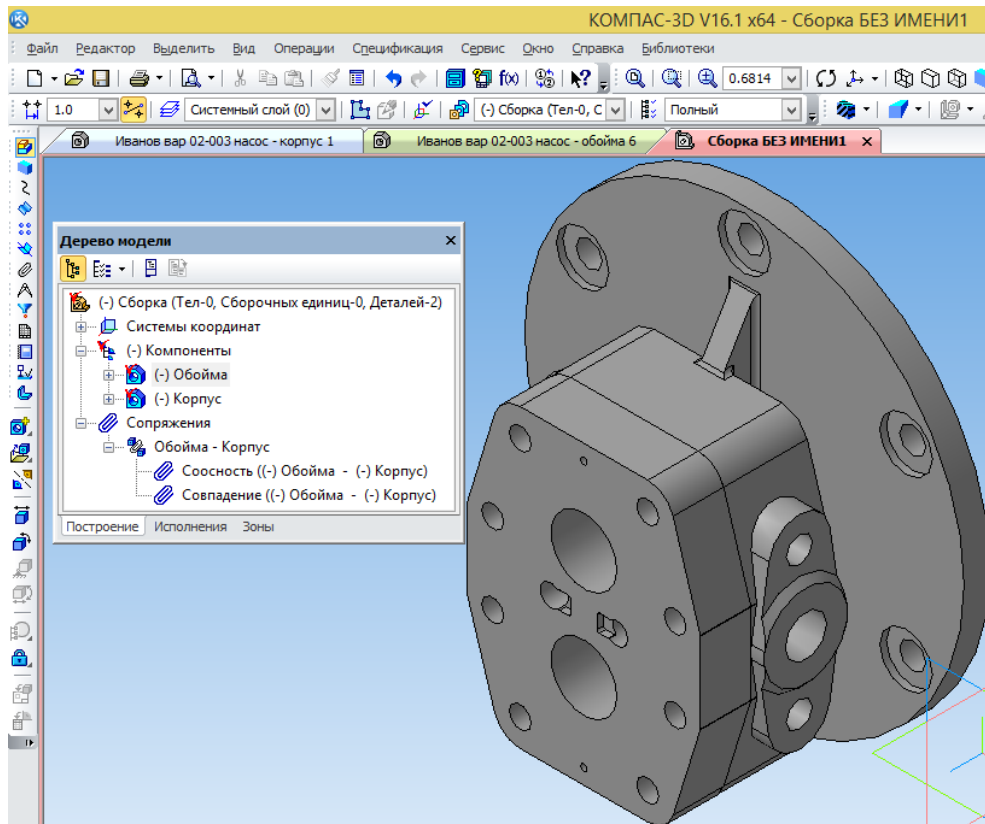 КОМПАС-3D V16.1 x64 - Сборка БЕЗ ИМЕНИ1
Файл Редактор Выделить Вид Операции Спецификация Сервис Окно Справка Библиотеки
f(x) 0.6814
1.0 Системный слой (0) (-) Сборка (Тел-0, С Полный
Иванов вар 02-003 насос - корпус 1 Иванов вар 02-003 насос - обойма 6 Сборка БЕЗ ИМЕНИ1
Дерево модели
(-) Сборка (Тел-0, Сборочных единиц-0, Деталей-2)
Системы координат
(-) Компоненты
(-) Обойма
(-) Корпус
Сопряжения
Обойма - Корпус
Соосность ((-) Обойма - (-) Корпус)
Совпадение ((-) Обойма - (-) Корпус)
Построение Исполнения Зоны